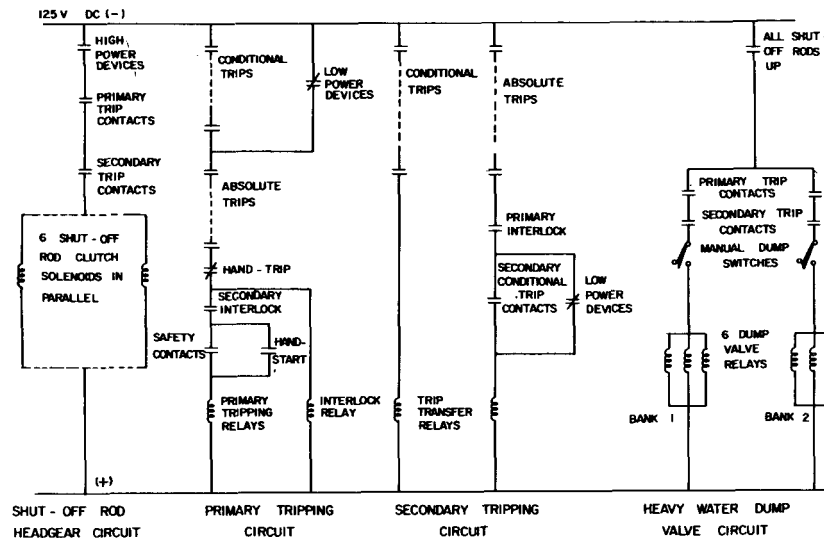 125 V DC (-)
HIGH
POWER
DEVICES
PRIMARY
TRIP
CONTACTS
SECONDARY
TRIP
CONTACTS
6 SHUT-OFF
ROD CLUTCH
SOLENOIDS IN
PARALLEL
(+)
SHUT-OFF ROD
HEADGEAR CIRCUIT
CONDITIONAL
TRIPS
LOW
POWER
DEVICES
ABSOLUTE
TRIPS
HAND-TRIP
SECONDARY
INTERLOCK
SAFETY
CONTACTS
HAND-
START
PRIMARY
TRIPPING
RELAYS
INTERLOCK
RELAY
PRIMARY TRIPPING
CIRCUIT
CONDITIONAL
TRIPS
ABSOLUTE
TRIPS
PRIMARY
INTERLOCK
SECONDARY
CONDITIONAL
TRIP
CONTACTS
LOW
POWER
DEVICES
TRIP
TRANSFER
RELAYS
SECONDARY TRIPPING
CIRCUIT
ALL SHUT
OFF RODS
UP
PRIMARY TRIP
CONTACTS
SECONDARY TRIP
CONTACTS
MANUAL DUMP
SWITCHES
6 DUMP
VALVE
RELAYS
BANK 1
BANK 2
HEAVY WATER DUMP
VALVE CIRCUIT